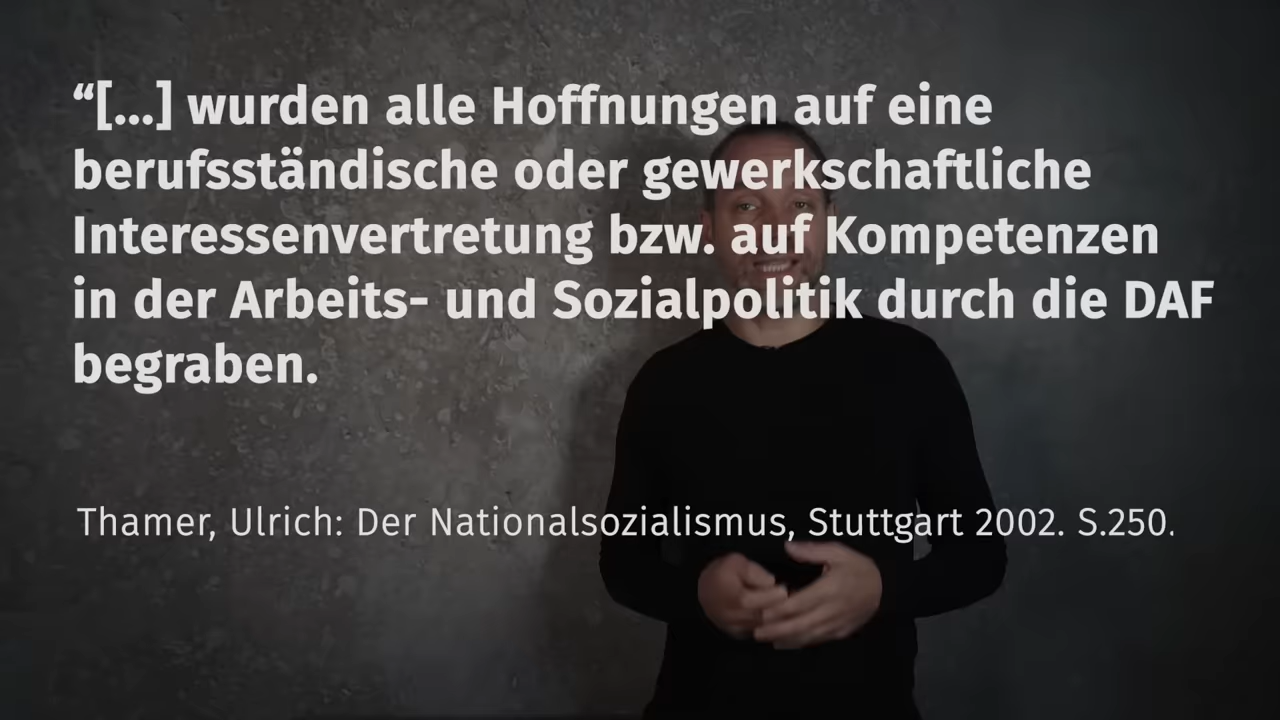 “[...] wurden alle Hoffnungen auf eine
berufsständische oder gewerkschaftliche
Interessenvertretung bzw. auf Kompetenzen
in der Arbeits- und Sozialpolitik durch die DAF
begraben.
Thamer, Ulrich: Der Nationalsozialismus, Stuttgart 2002. S.250.